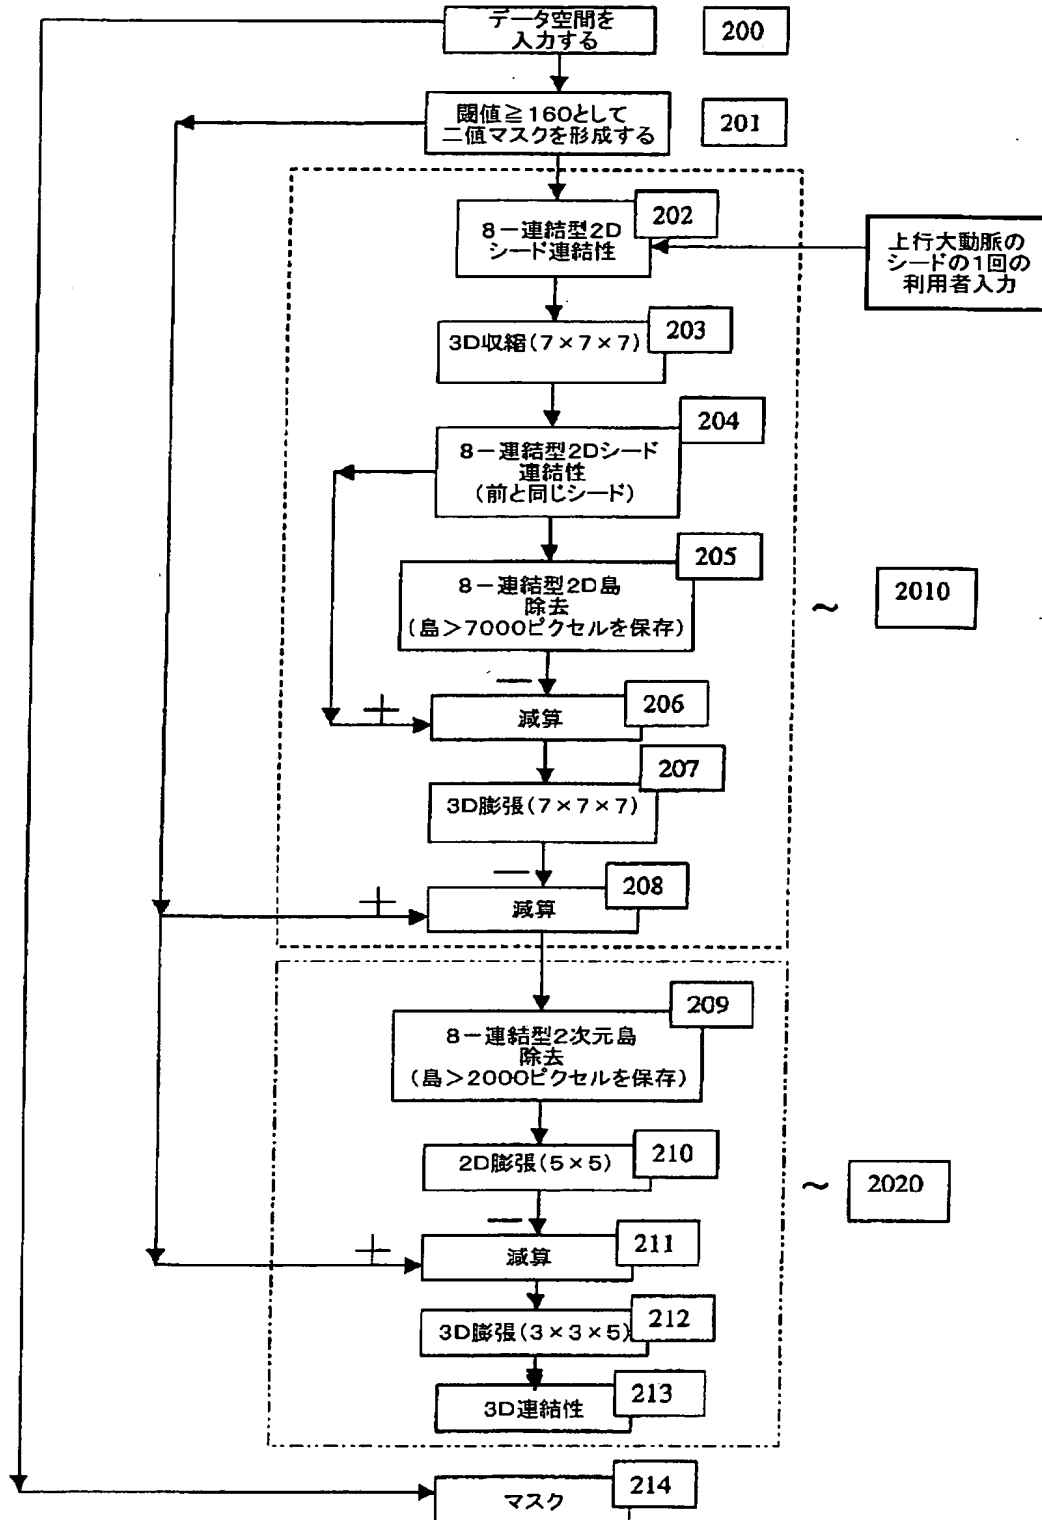 データ空間を
入力する
200
閾値≧160として
二値マスクを形成する
201
8-連結型2D
シード連結性
202
上行大動脈の
シードの1回の
利用者入力
3D収縮(7×7×7)
203
8-連結型2Dシード
連結性
(前と同じシード)
204
8-連結型2D島
除去
(島>7000ピクセルを保存)
205
~ 2010
—
+
減算
206
3D膨張(7×7×7)
207
—
+
減算
208
8-連結型2次元島
除去
(島>2000ピクセルを保存)
209
2D膨張(5×5)
210
~ 2020
—
+
減算
211
3D膨張(3×3×5)
212
3D連結性
213
マスク
214